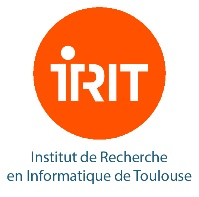 IRIT
Institut de Recherche
en Informatique de Toulouse